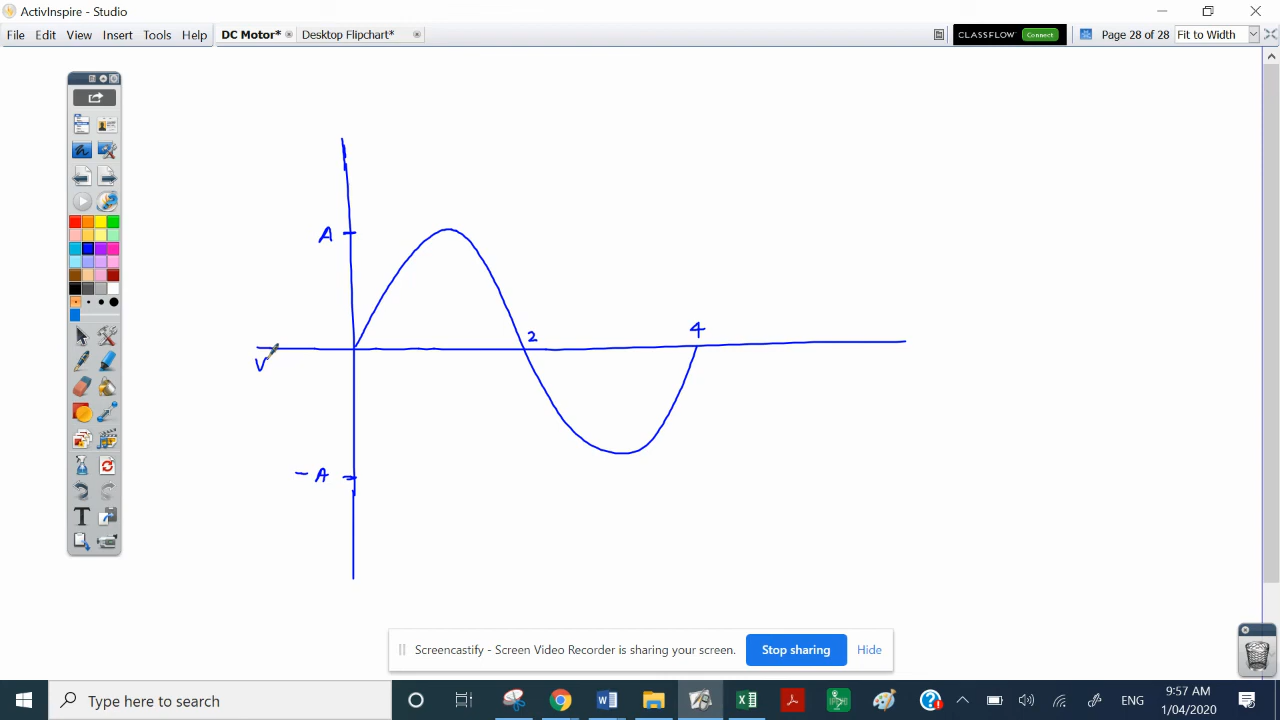 ActivInspire - Studio
File Edit View Insert Tools Help DC Motor* Desktop Flipchart* CLASSFLOW Connect Page 28 of 28 Fit to Width
A
2
4
V
- A
Screencastify - Screen Video Recorder is sharing your screen. Stop sharing Hide
Type here to search
ENG
9:57 AM
1/04/2020